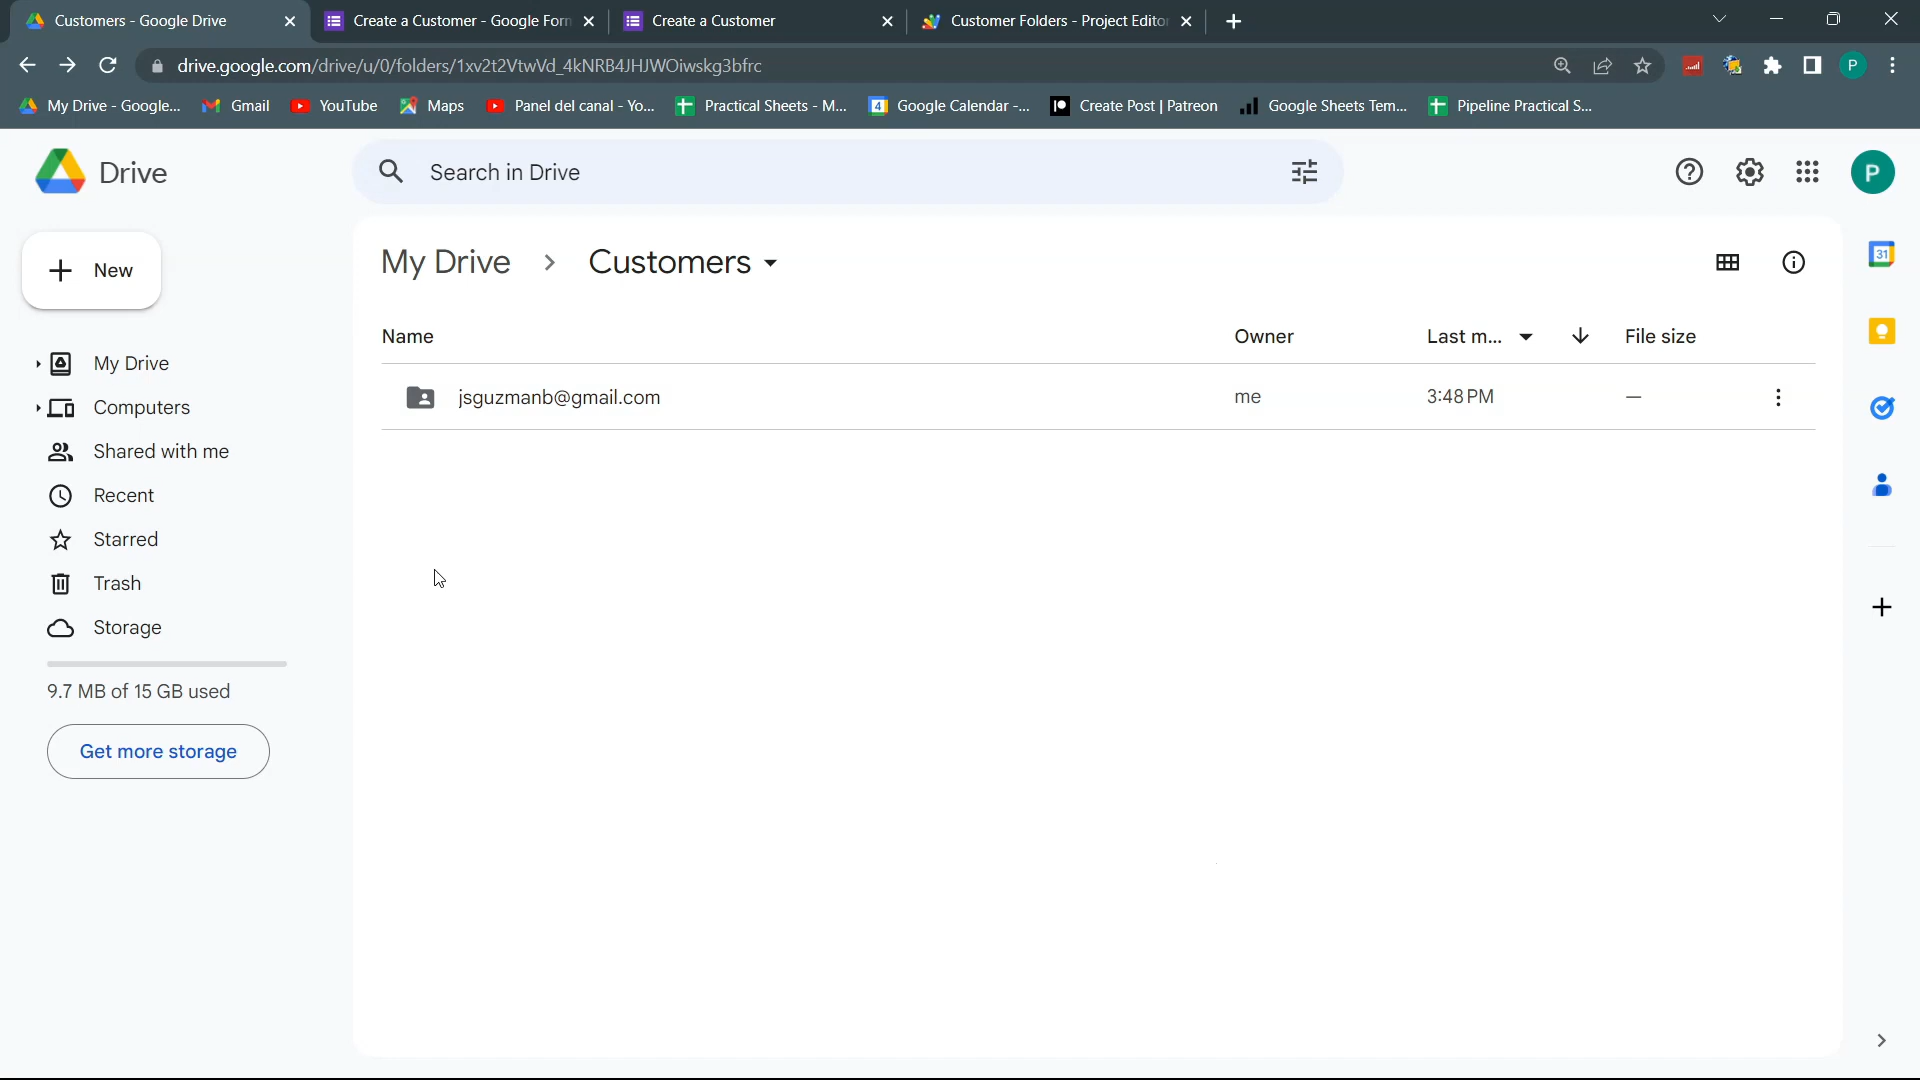 Customers - Google Drive
Create a Customer - Google Form
Create a Customer
Customer Folders - Project Editor
drive.google.com/drive/u/0/folders/1xv2t2VtwVd_4kNRB4JHJWOiwskg3bfrc
P
My Drive - Google...
Gmail
YouTube
Maps
Panel del canal - Yo...
Practical Sheets - M...
4
Google Calendar -...
Create Post | Patreon
Google Sheets Tem...
Pipeline Practical S...
Drive
Search in Drive
P
New
My Drive
Customers
31
Name
Owner
Last m...
File size
My Drive
jsguzmanb@gmail.com
me
3:48 PM
—
Computers
Shared with me
Recent
Starred
Trash
Storage
9.7 MB of 15 GB used
Get more storage